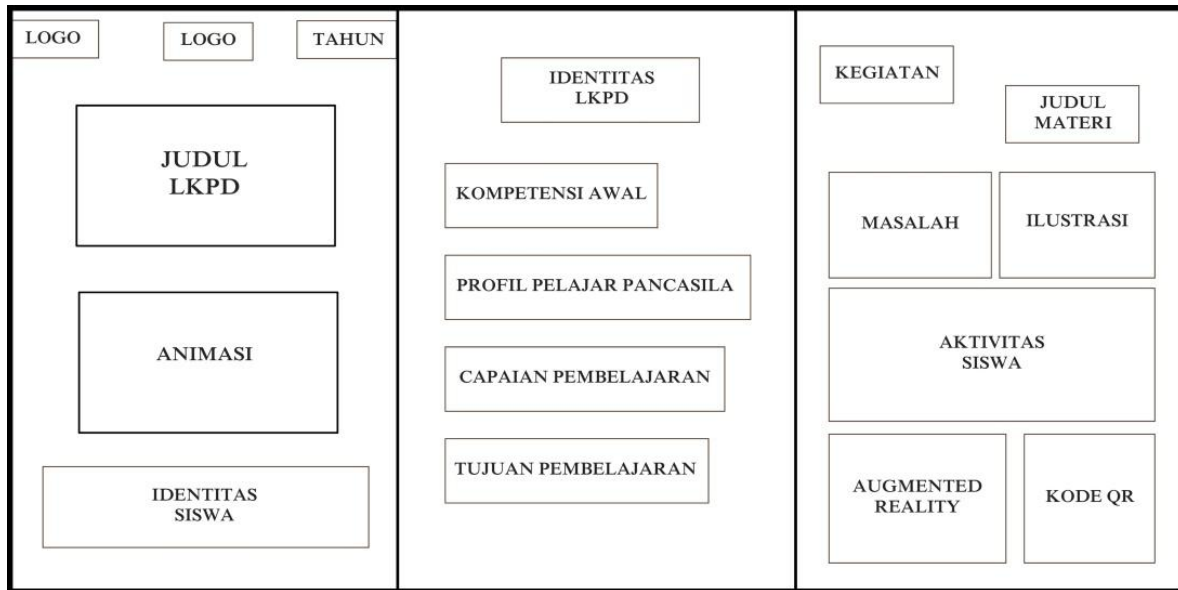 LOGO
LOGO
TAHUN
JUDUL
LKPD
ANIMASI
IDENTITAS
SISWA
IDENTITAS
LKPD
KOMPETENSI AWAL
PROFIL PELAJAR PANCASILA
CAPAIAN PEMBELAJARAN
TUJUAN PEMBELAJARAN
KEGIATAN
JUDUL
MATERI
MASALAH
ILUSTRASI
AKTIVITAS
SISWA
AUGMENTED
REALITY
KODE QR